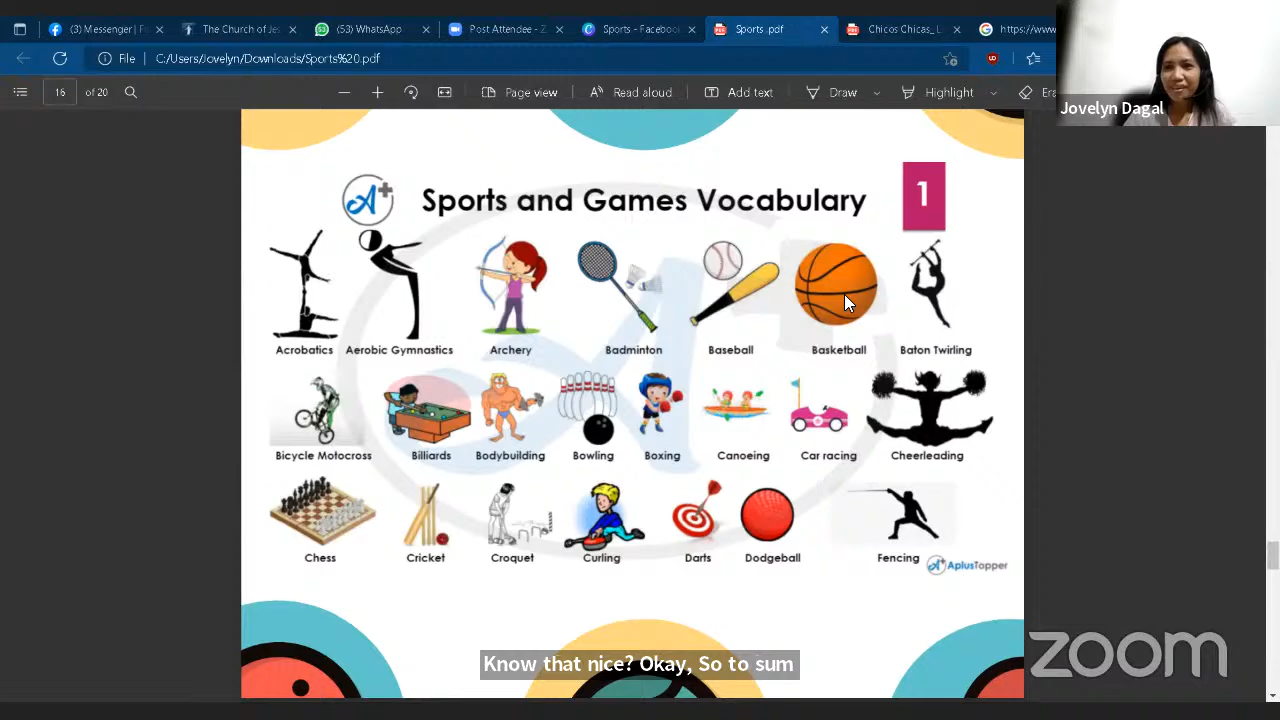 (3) Messenger | Fa
The Church of Jes
(53) WhatsApp
Post Attendee - Z
Sports - Facebook
Sports .pdf
Chicos Chicas_ L
https://www
File
C:/Users/Jovelyn/Downloads/Sports%20.pdf
16 of 20
Page view
Read aloud
Add text
Draw
Highlight
Era
Jovelyn Dagal
A+ Sports and Games Vocabulary 1
Acrobatics Aerobic Gymnastics Archery Badminton Baseball Basketball Baton Twirling
Bicycle Motocross Billiards Bodybuilding Bowling Boxing Canoeing Car racing Cheerleading
Chess Cricket Croquet Curling Darts Dodgeball Fencing
A+ AplusTopper
Know that nice? Okay, So to sum
zoom